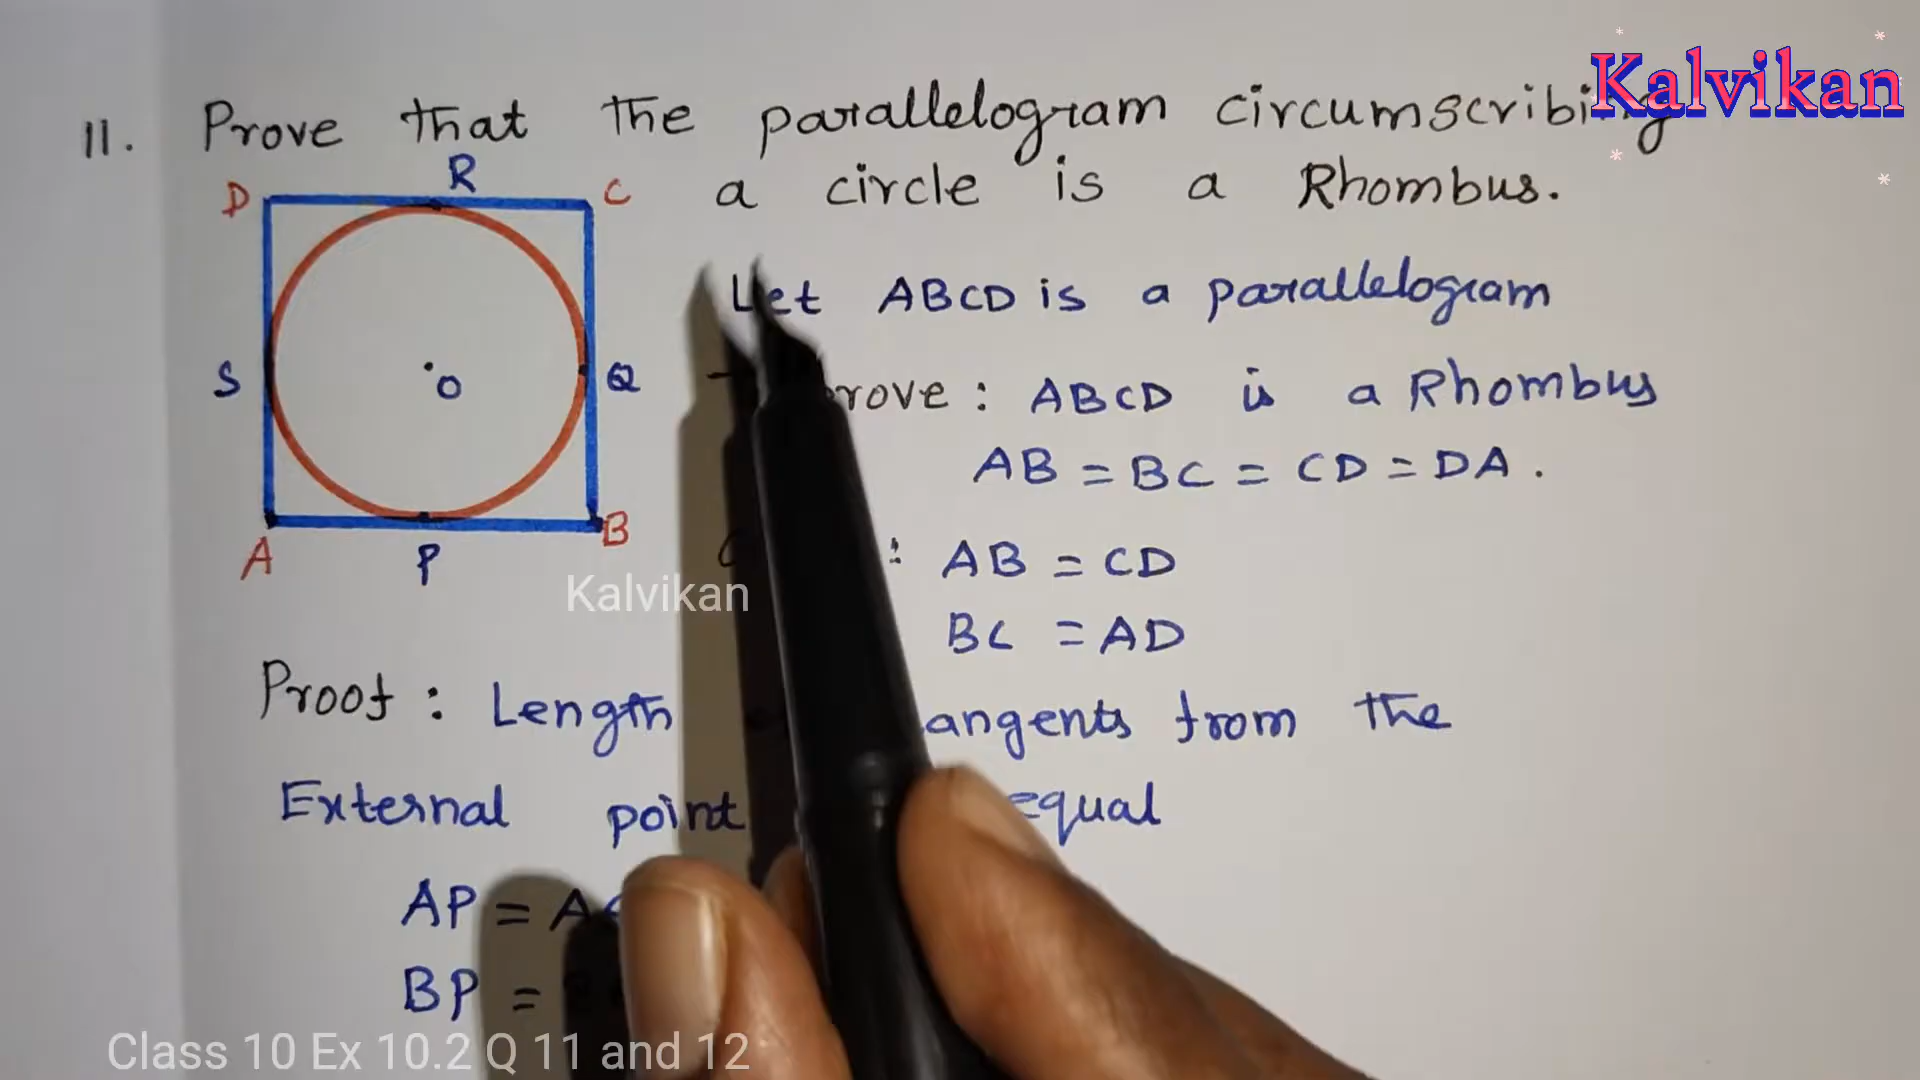 Kalvikan
11. Prove that the parallelogram circumscribing
a circle is a Rhombus.
D R C
S O Q
A P B
Let ABCD is a parallelogram
Prove : ABCD is a Rhombus
AB = BC = CD = DA .
: AB = CD
BC = AD
Kalvikan
Proof : Length tangents from the
External point equal
AP =
BP =
Class 10 Ex 10.2 Q 11 and 12